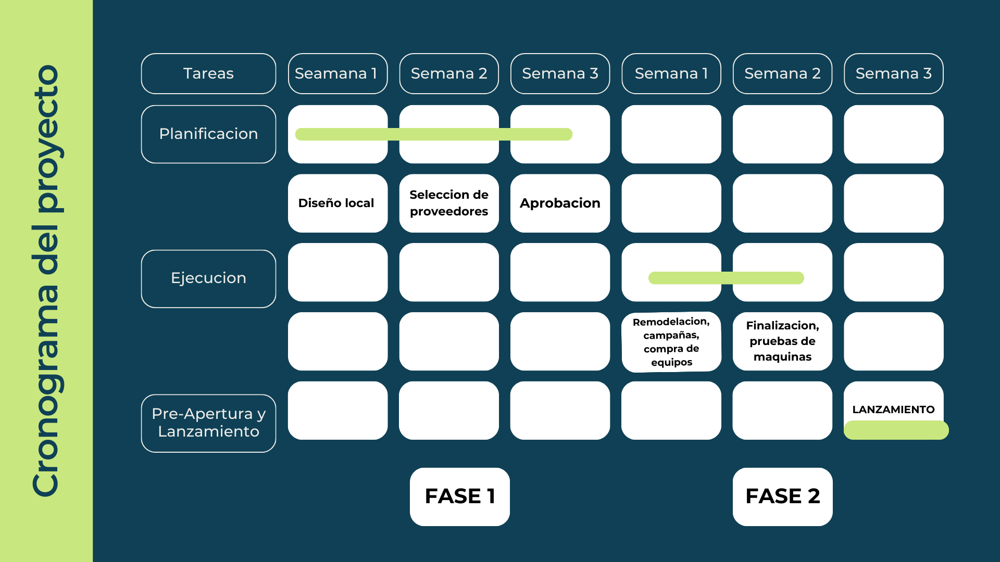 Cronograma del proyecto
Tareas
Seamana 1
Semana 2
Semana 3
Semana 1
Semana 2
Semana 3
Planificacion
Diseño local
Seleccion de
proveedores
Aprobacion
Ejecucion
Remodelacion,
campañas,
compra de
equipos
Finalizacion,
pruebas de
maquinas
Pre-Apertura y
Lanzamiento
LANZAMIENTO
FASE 1
FASE 2